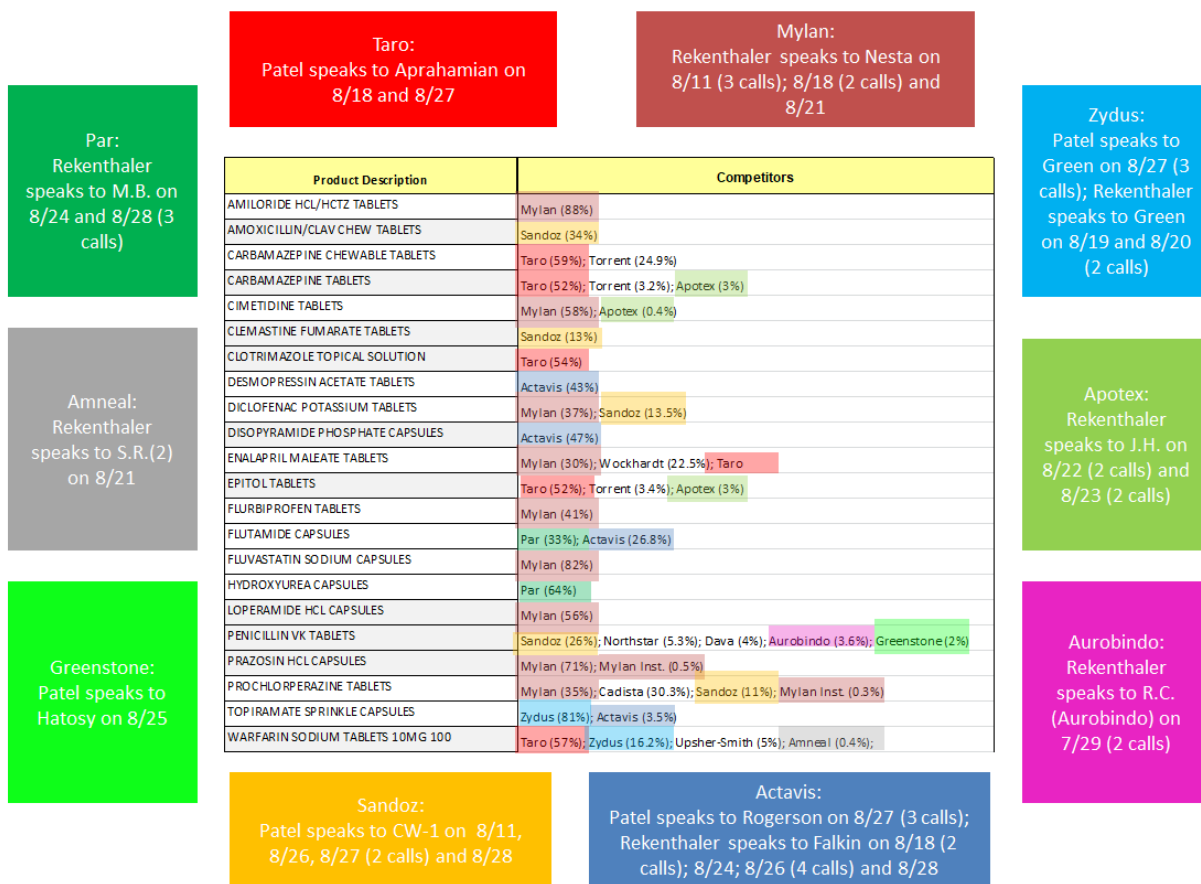 Taro:
Patel speaks to Aprahamian on
8/18 and 8/27
Mylan:
Rekenthaler speaks to Nesta on
8/11 (3 calls); 8/18 (2 calls) and
8/21
Par:
Rekenthaler
speaks to M.B. on
8/24 and 8/28 (3
calls)
Zydus:
Patel speaks to
Green on 8/27 (3
calls); Rekenthaler
speaks to Green
on 8/19 and 8/20
(2 calls)
Product Description Competitors
AMILORIDE HCL/HCTZ TABLETS Mylan (88%)
AMOXICILLIN/CLAV CHEW TABLETS Sandoz (34%)
CARBAMAZEPINE CHEWABLE TABLETS Taro (59%); Torrent (24.9%)
CARBAMAZEPINE TABLETS Taro (52%); Torrent (3.2%); Apotex (3%)
CIMETIDINE TABLETS Mylan (58%); Apotex (0.4%)
CLEMASTINE FUMARATE TABLETS Sandoz (13%)
CLOTRIMAZOLE TOPICAL SOLUTION Taro (54%)
DESMOPRESSIN ACETATE TABLETS Actavis (43%)
DICLOFENAC POTASSIUM TABLETS Mylan (37%); Sandoz (13.5%)
DISOPYRAMIDE PHOSPHATE CAPSULES Actavis (47%)
ENALAPRIL MALEATE TABLETS Mylan (30%); Wockhardt (22.5%); Taro
EPITOL TABLETS Taro (52%); Torrent (3.4%); Apotex (3%)
FLURBIPROFEN TABLETS Mylan (41%)
FLUTAMIDE CAPSULES Par (33%); Actavis (26.8%)
FLUVASTATIN SODIUM CAPSULES Mylan (82%)
HYDROXYUREA CAPSULES Par (64%)
LOPERAMIDE HCL CAPSULES Mylan (56%)
PENICILLIN VK TABLETS Sandoz (26%); Northstar (5.3%); Dava (4%); Aurobindo (3.6%); Greenstone (2%)
PRAZOSIN HCL CAPSULES Mylan (71%); Mylan Inst. (0.5%)
PROCHLORPERAZINE TABLETS Mylan (35%); Cadista (30.3%); Sandoz (11%); Mylan Inst. (0.3%)
TOPIRAMATE SPRINKLE CAPSULES Zydus (81%); Actavis (3.5%)
WARFARIN SODIUM TABLETS 10MG 100 Taro (57%); Zydus (16.2%); Upsher-Smith (5%); Amneal (0.4%);
Amneal:
Rekenthaler
speaks to S.R.(2)
on 8/21
Apotex:
Rekenthaler
speaks to J.H. on
8/22 (2 calls) and
8/23 (2 calls)
Greenstone:
Patel speaks to
Hatosy on 8/25
Aurobindo:
Rekenthaler
speaks to R.C.
(Aurobindo) on
7/29 (2 calls)
Sandoz:
Patel speaks to CW-1 on 8/11,
8/26, 8/27 (2 calls) and 8/28
Actavis:
Patel speaks to Rogerson on 8/27 (3 calls);
Rekenthaler speaks to Falkin on 8/18 (2
calls); 8/24; 8/26 (4 calls) and 8/28